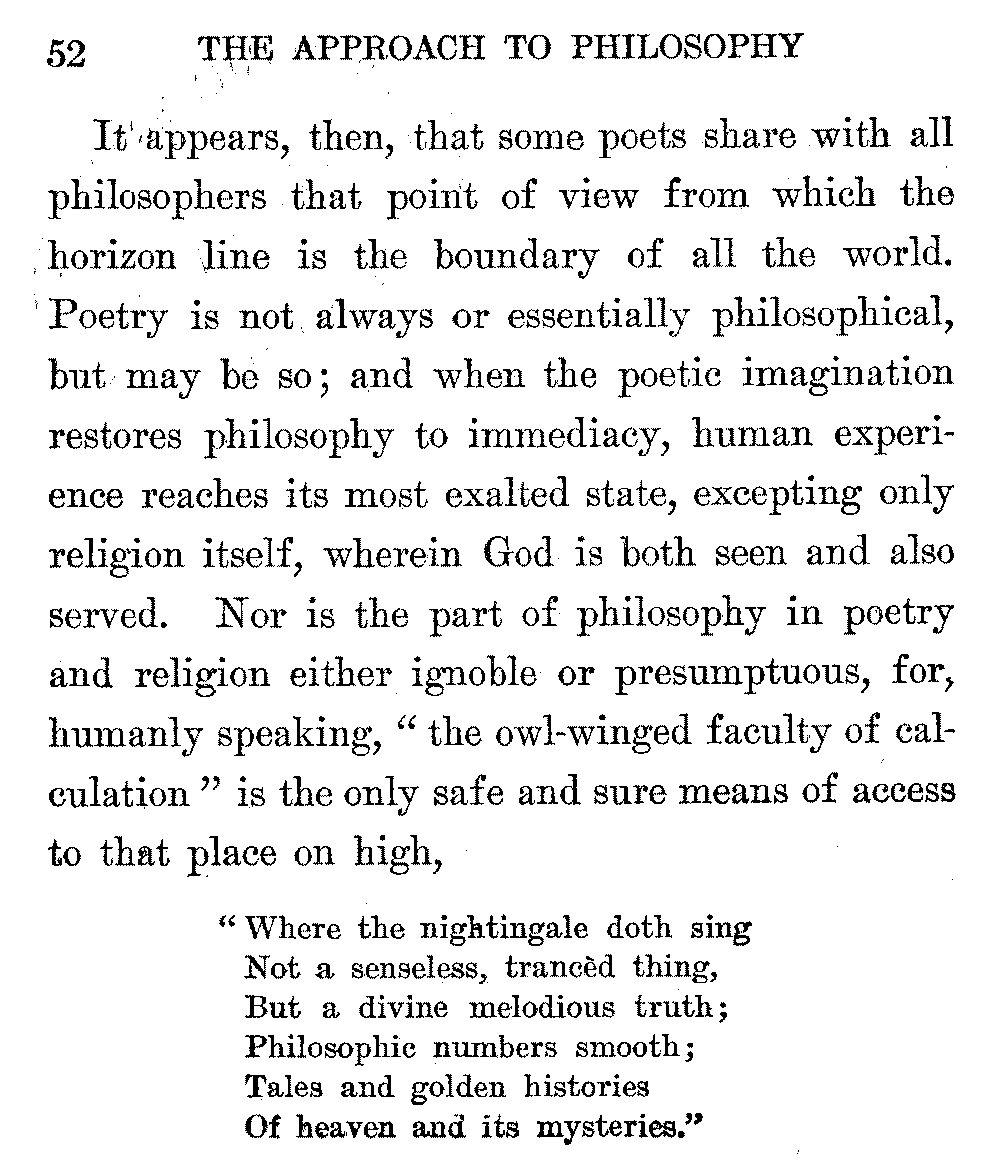 52 THE APPROACH TO PHILOSOPHY
It appears, then, that some poets share with all
philosophers that point of view from which the
horizon line is the boundary of all the world.
Poetry is not always or essentially philosophical,
but may be so; and when the poetic imagination
restores philosophy to immediacy, human experi-
ence reaches its most exalted state, excepting only
religion itself, wherein God is both seen and also
served. Nor is the part of philosophy in poetry
and religion either ignoble or presumptuous, for,
humanly speaking, “ the owl-winged faculty of cal-
culation ” is the only safe and sure means of access
to that place on high,
“ Where the nightingale doth sing
Not a senseless, trancèd thing,
But a divine melodious truth;
Philosophic numbers smooth;
Tales and golden histories
Of heaven and its mysteries.”